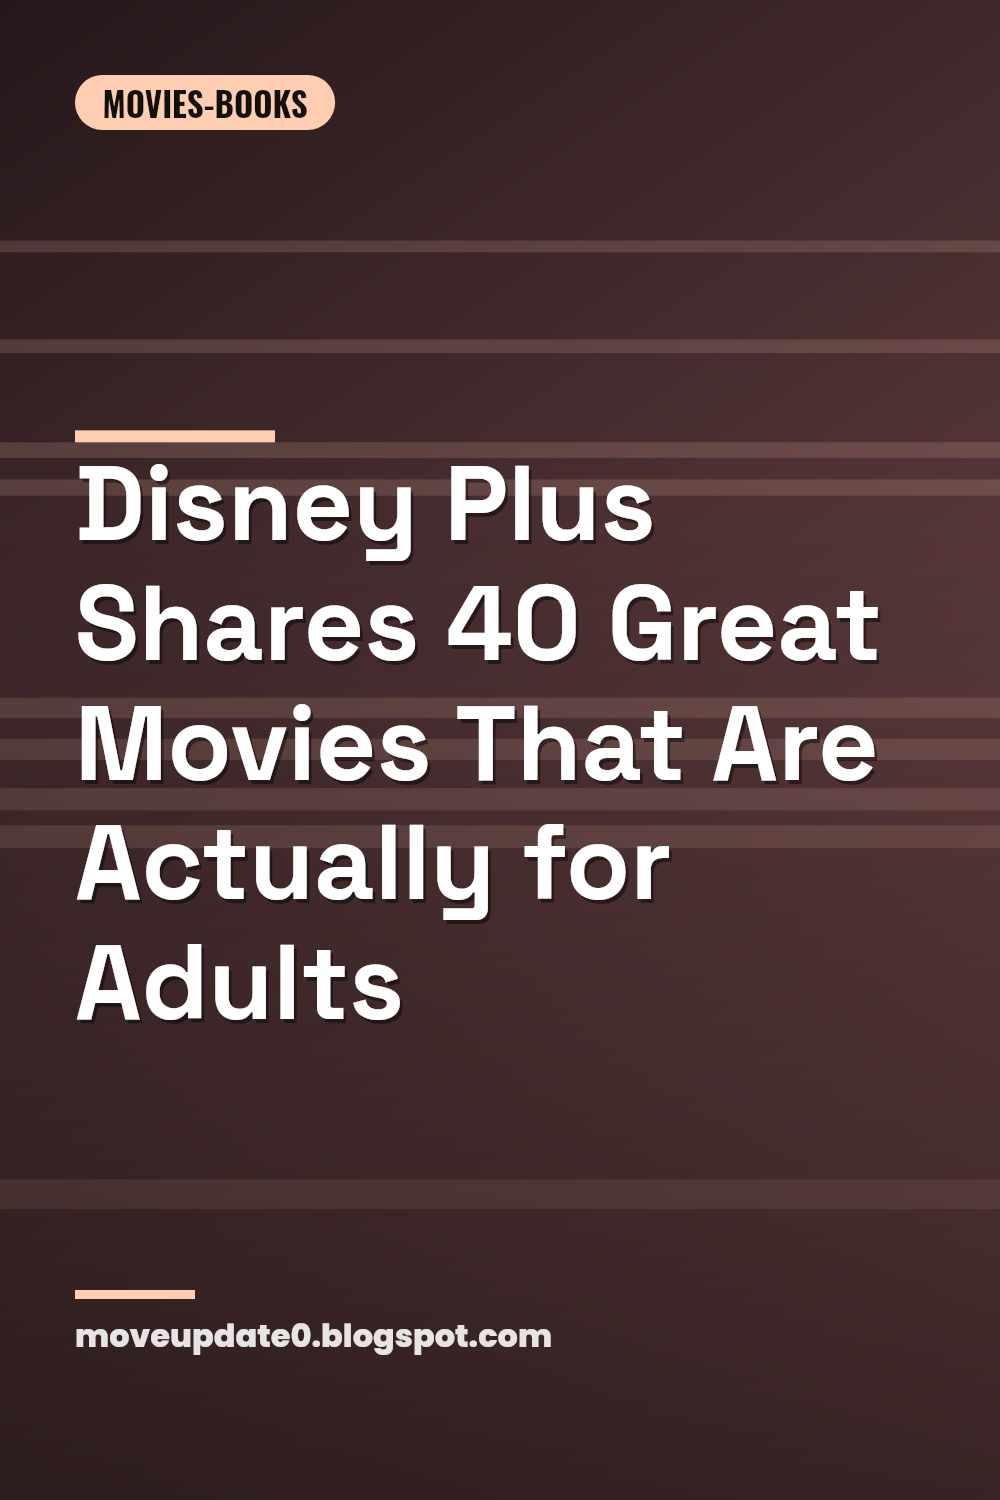 MOVIES-BOOKS
Disney Plus
Shares 40 Great
Movies That Are
Actually for
Adults
moveupdate0.blogspot.com